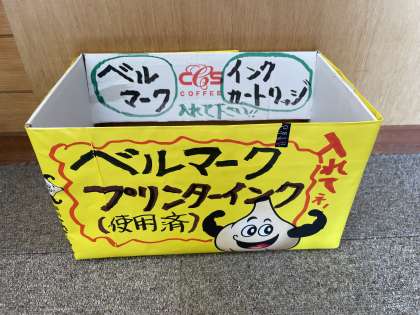 ベル
マーク
CCS
COFFEE
インク
カートリッジ
入れて下さい!!
ベルマーク
プリンターインク
(使用済)
入れてネ!